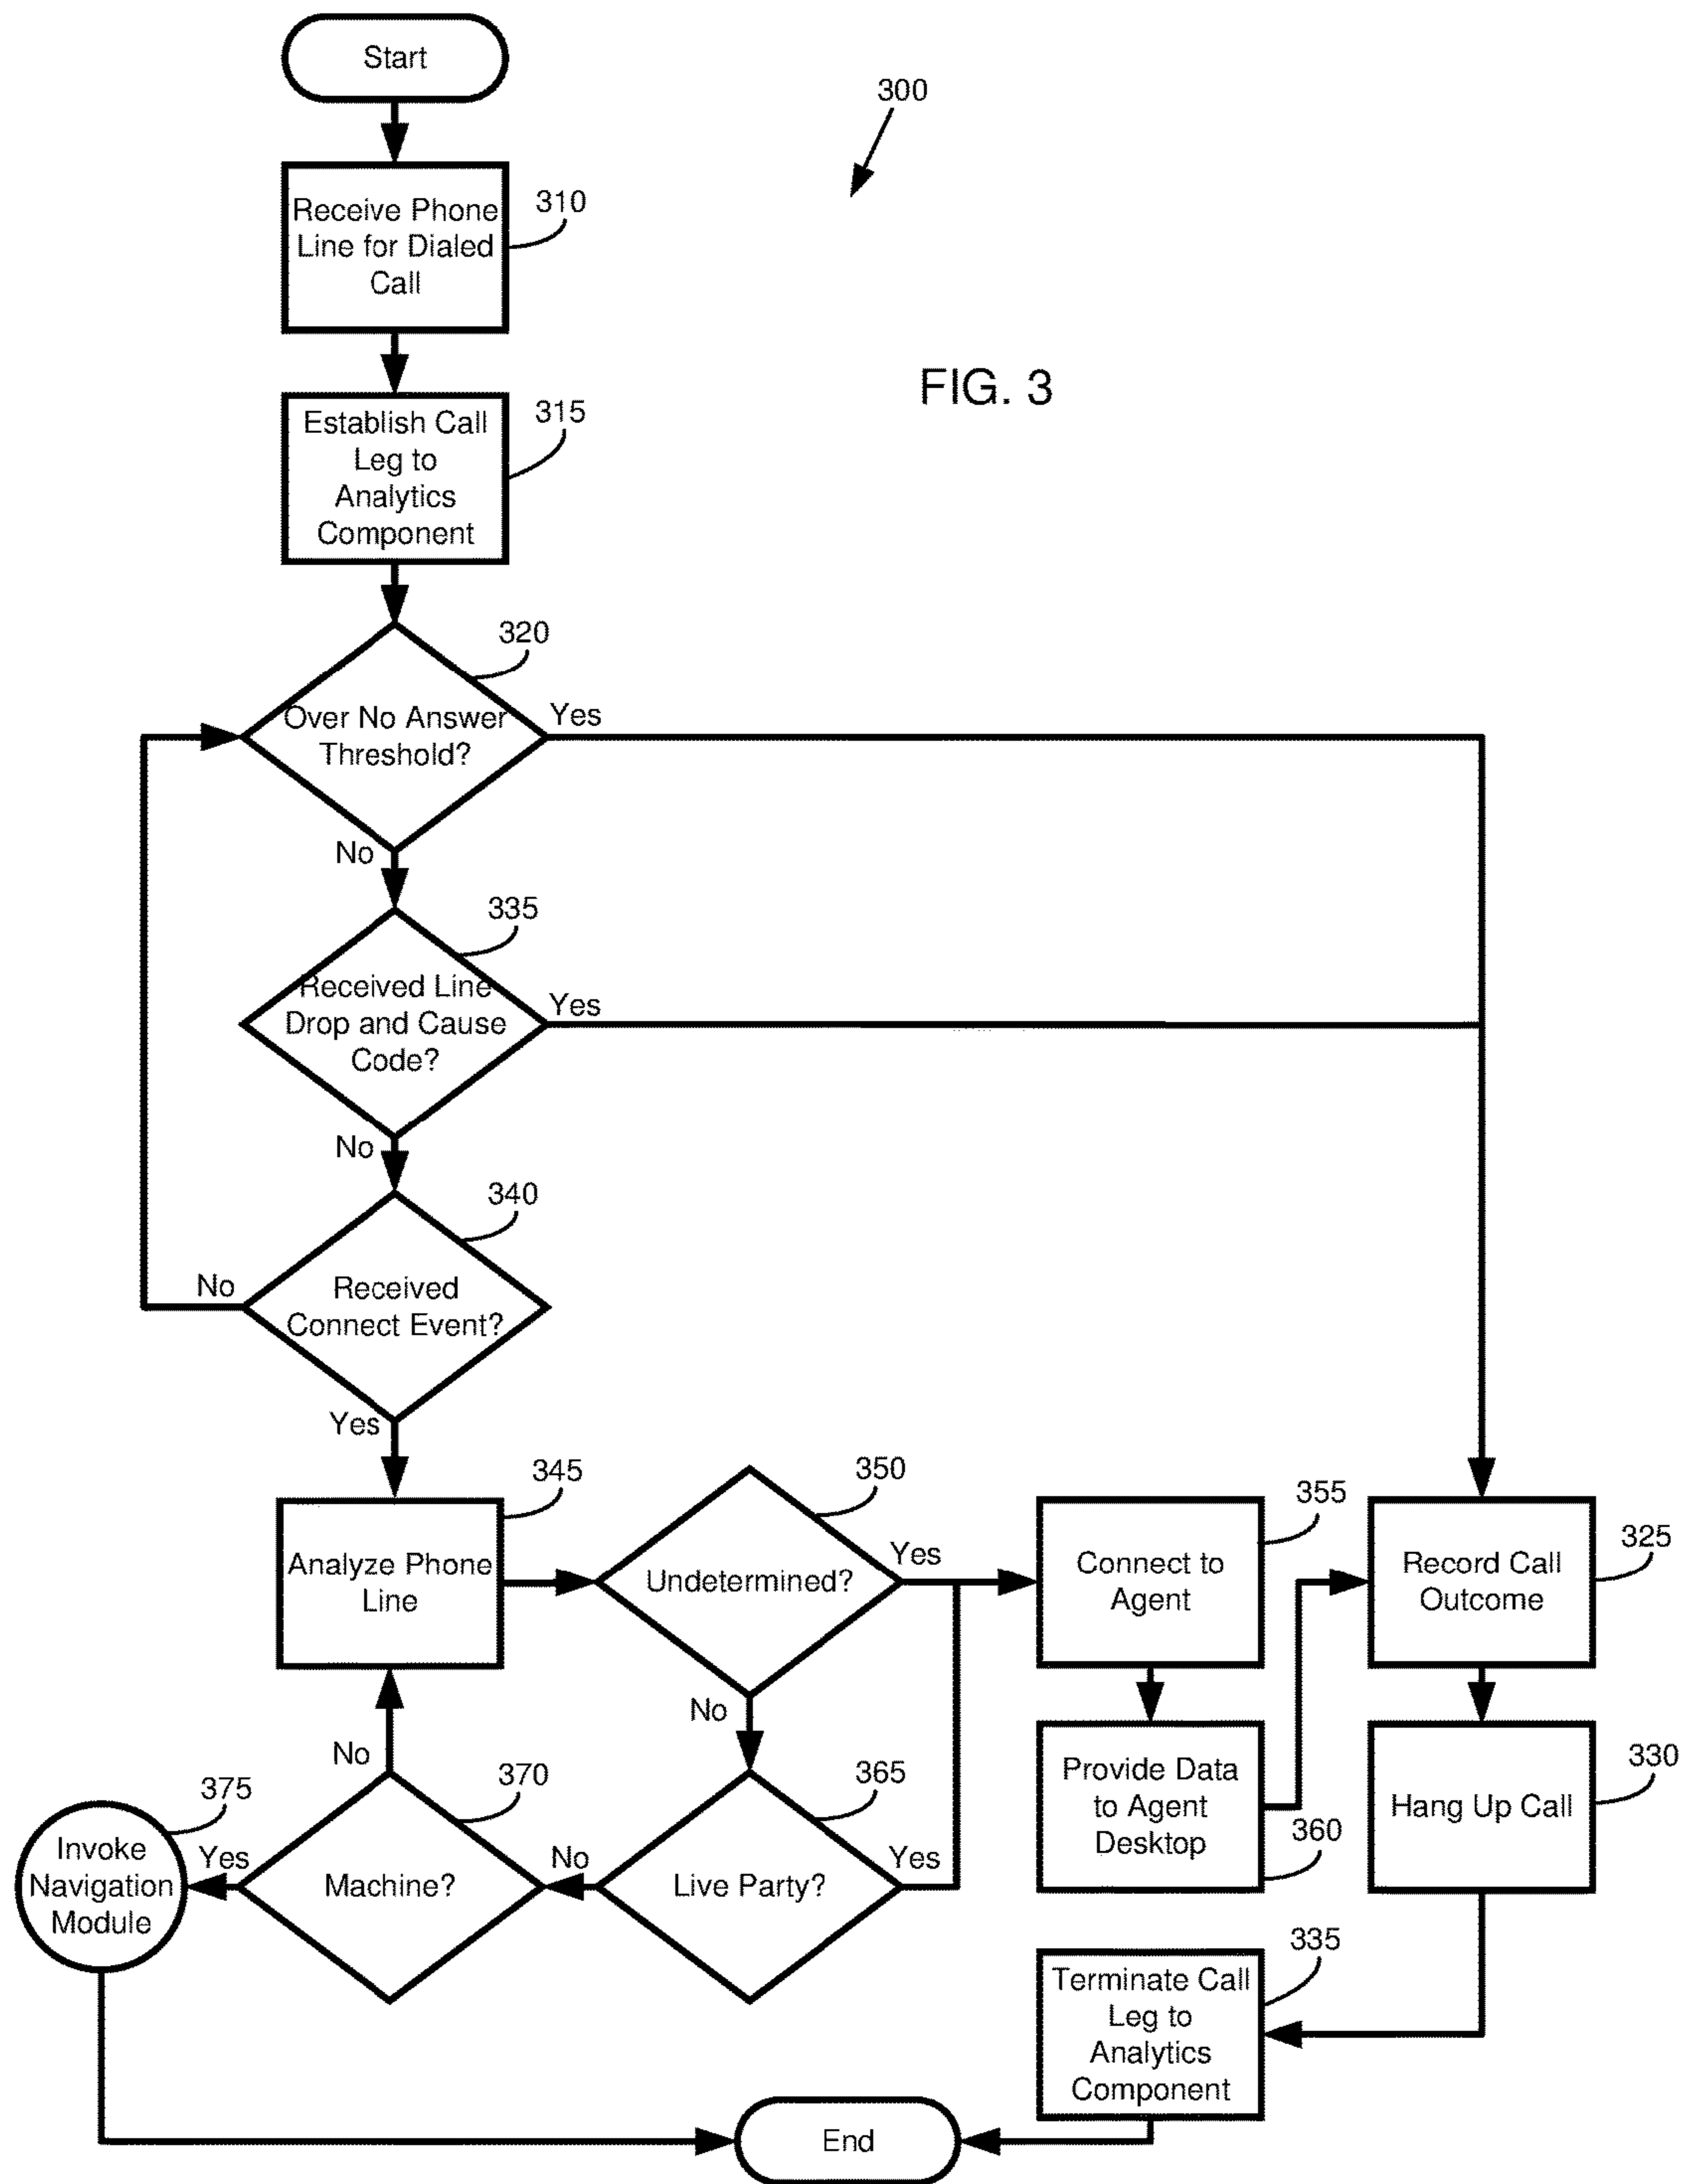 Start
300
Receive Phone
Line for Dialed
Call
310
FIG. 3
Establish Call
Leg to
Analytics
Component
315
320
Over No Answer
Threshold?
Yes
No
335
Received Line
Drop and Cause
Code?
Yes
No
340
Received
Connect Event?
No
Yes
345
Analyze Phone
Line
350
Undetermined?
Yes
No
355
Connect to
Agent
325
Record Call
Outcome
Provide Data
to Agent
Desktop
360
330
Hang Up Call
365
Live Party?
Yes
No
370
Machine?
No
Yes
375
Invoke
Navigation
Module
335
Terminate Call
Leg to
Analytics
Component
End